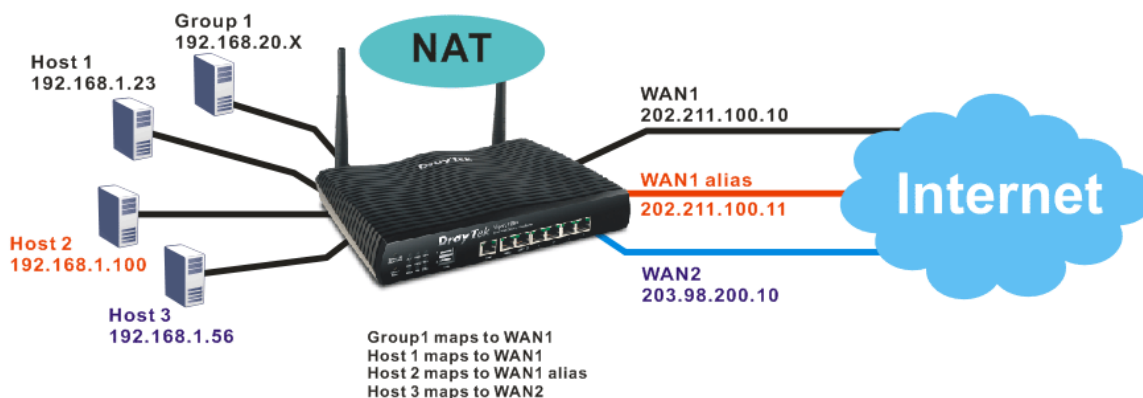 Group 1
192.168.20.X
NAT
Host 1
192.168.1.23
WAN1
202.211.100.10
DrayTek
WAN1 alias
202.211.100.11
Internet
Host 2
192.168.1.100
DrayTek
WAN2
203.98.200.10
Host 3
192.168.1.56
Group1 maps to WAN1
Host 1 maps to WAN1
Host 2 maps to WAN1 alias
Host 3 maps to WAN2